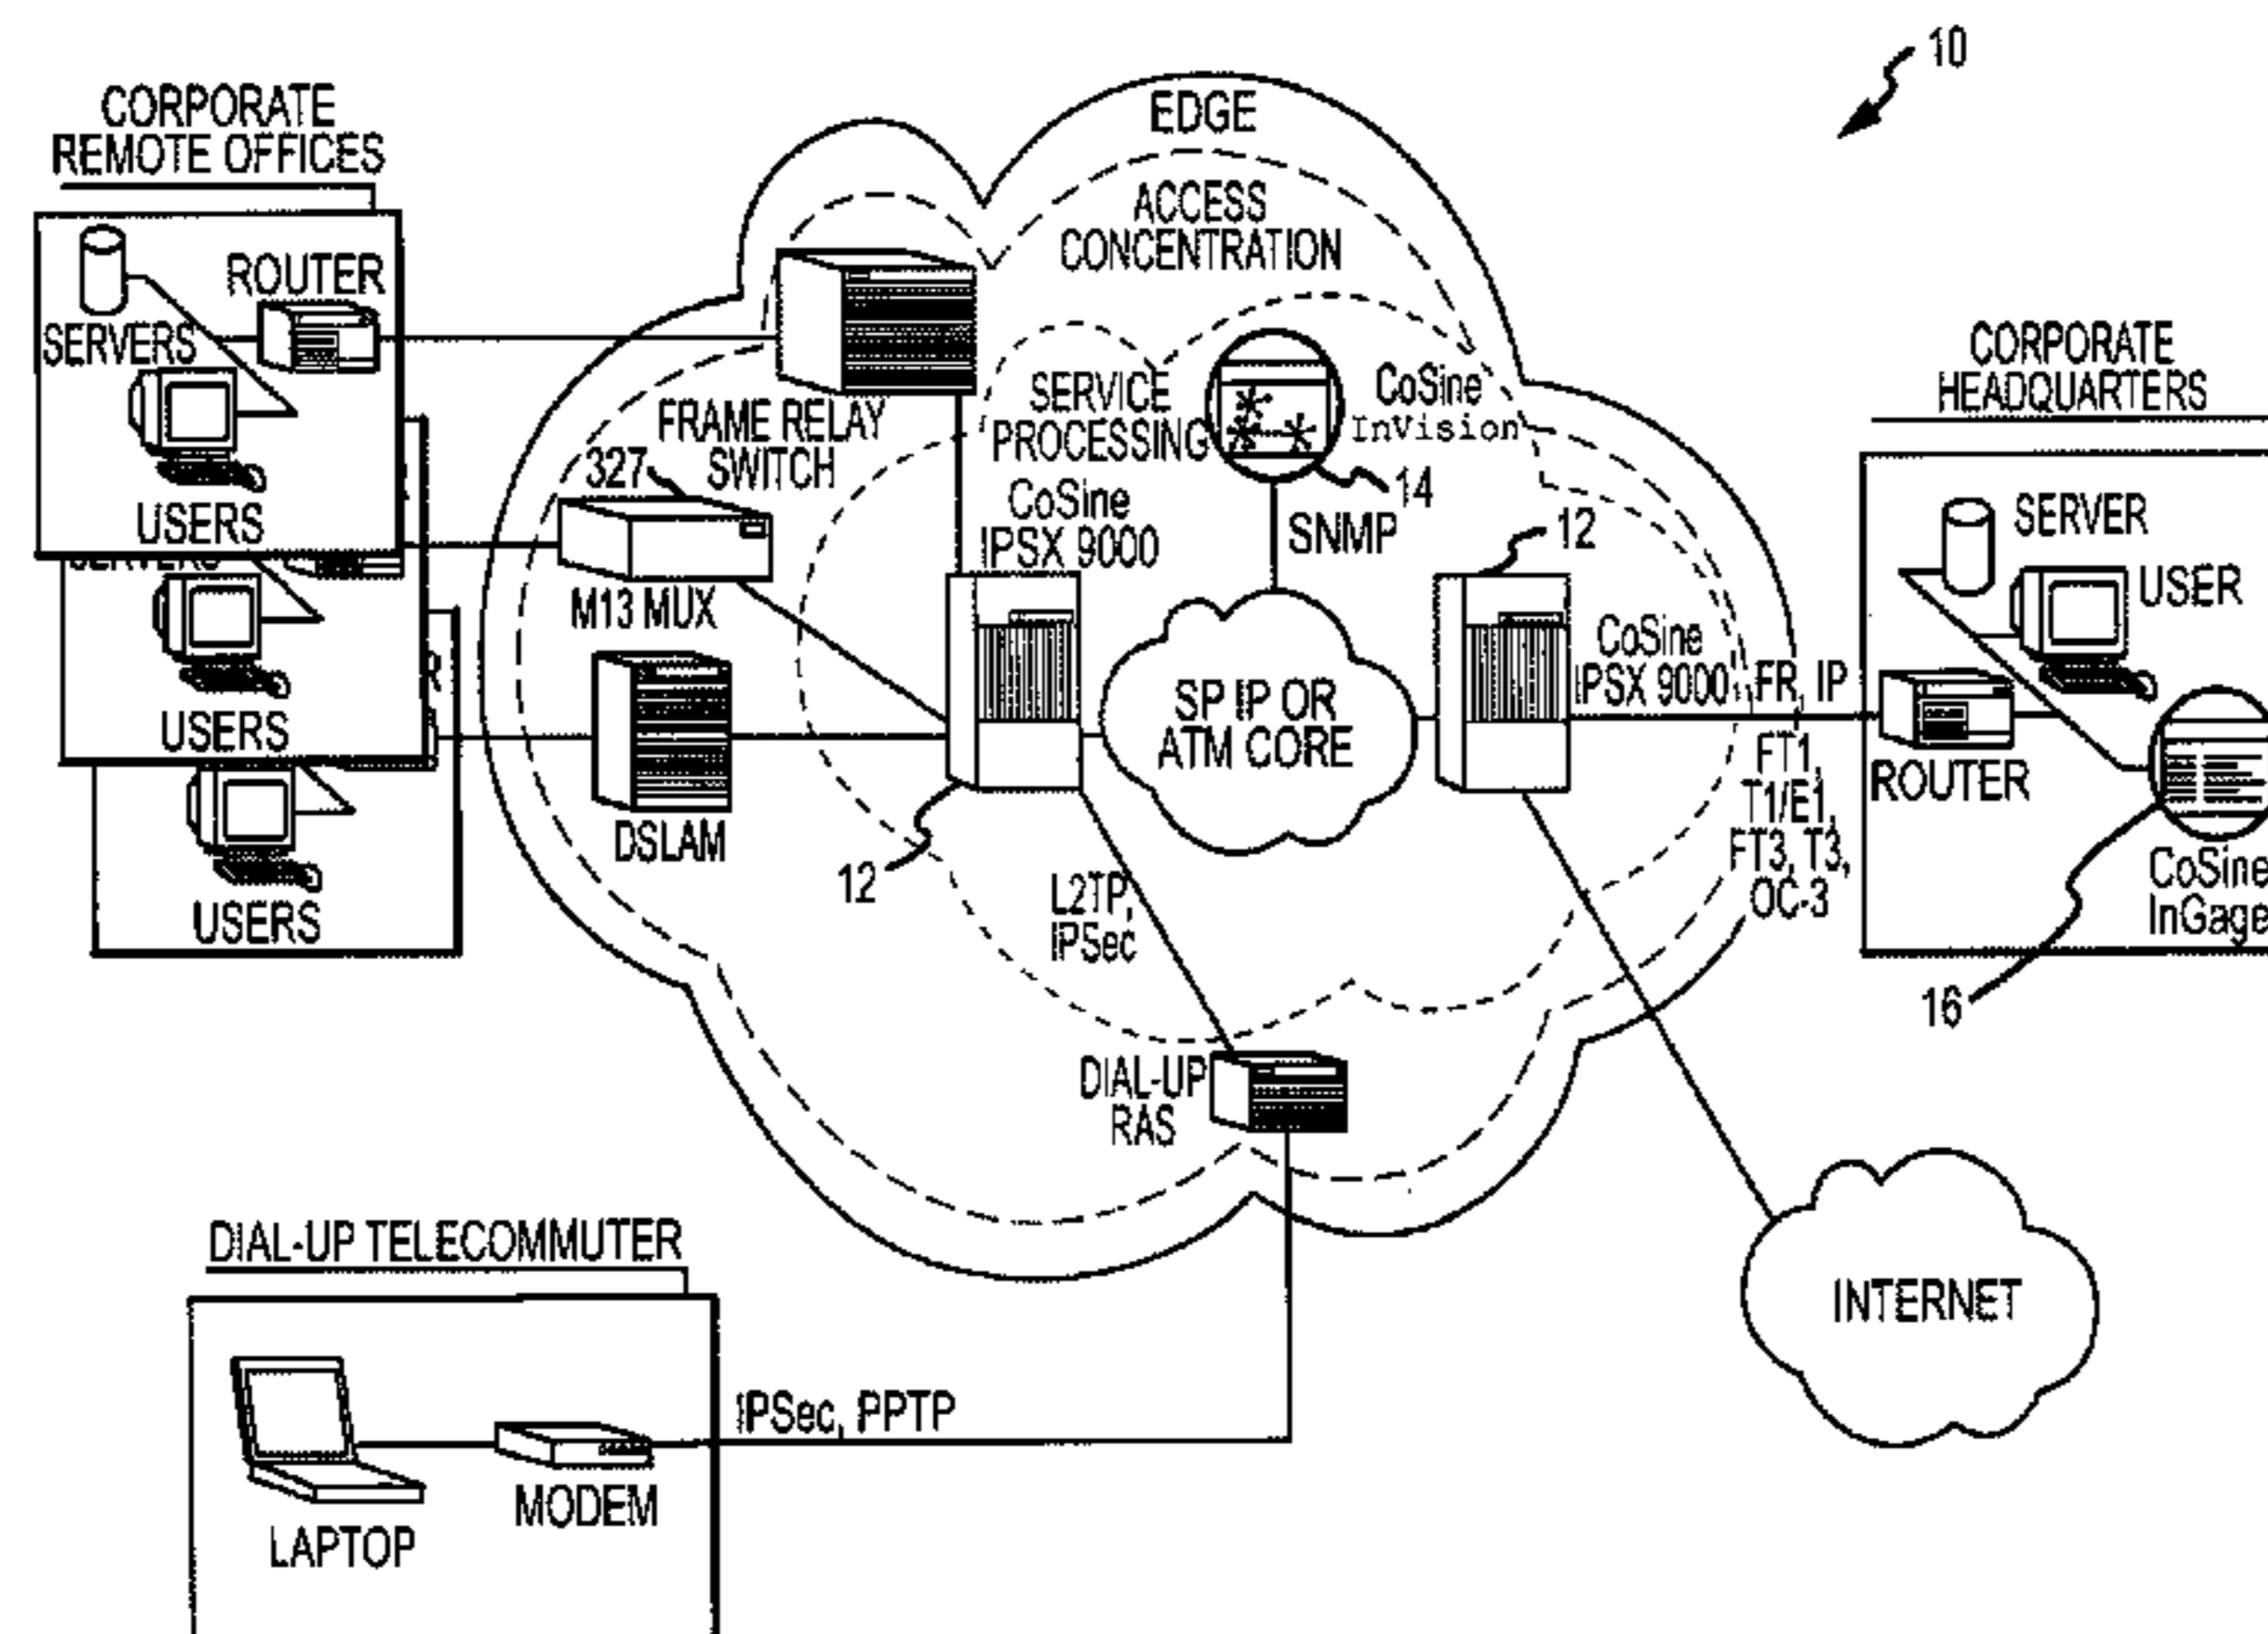 10
CORPORATE
REMOTE OFFICES
SERVERS
ROUTER
USERS
SERVERS
USERS
R
USERS
EDGE
ACCESS
CONCENTRATION
FRAME RELAY
SWITCH
327
M13 MUX
DSLAM
SERVICE
PROCESSING
CoSine
IPSX 9000
CoSine
InVision
14
SNMP
12
CoSine
IPSX 9000
SP IP OR
ATM CORE
12
L2TP,
IPSec
DIAL-UP
RAS
FR, IP
FT1,
T1/E1,
FT3, T3,
OC-3
CORPORATE
HEADQUARTERS
SERVER
USER
ROUTER
CoSine
InGage
16
INTERNET
DIAL-UP TELECOMMUTER
IPSec, PPTP
LAPTOP
MODEM